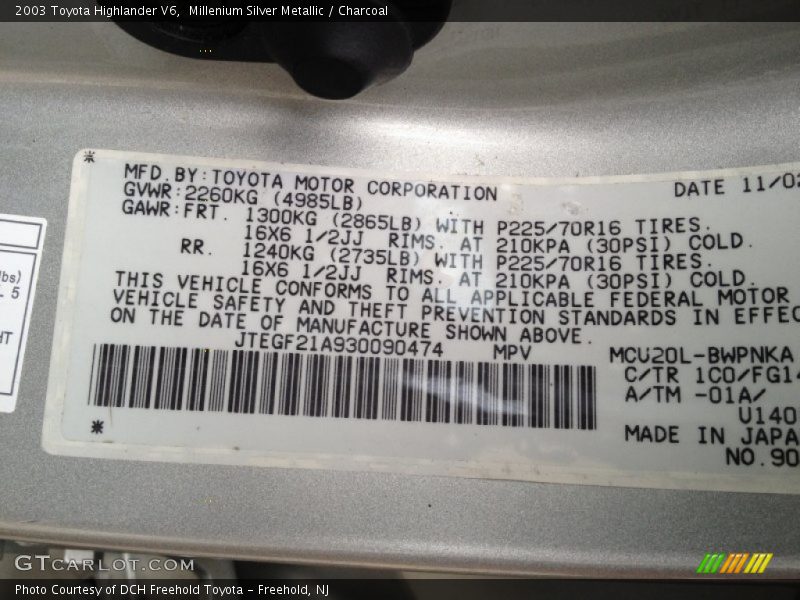 2003 Toyota Highlander V6,  Millenium Silver Metallic / Charcoal
MFD.BY:TOYOTA MOTOR CORPORATION DATE 11/02
GVWR:2260KG (4985LB)
GAWR:FRT. 1300KG (2865LB) WITH P225/70R16 TIRES.
16X6 1/2JJ RIMS. AT 210KPA (30PSI) COLD.
RR. 1240KG (2735LB) WITH P225/70R16 TIRES.
16X6 1/2JJ RIMS. AT 210KPA (30PSI) COLD.
THIS VEHICLE CONFORMS TO ALL APPLICABLE FEDERAL MOTOR
VEHICLE SAFETY AND THEFT PREVENTION STANDARDS IN EFFEC
ON THE DATE OF MANUFACTURE SHOWN ABOVE.
JTEGF21A930090474 MPV MCU20L-BWPNKA
C/TR 1C0/FG14
A/TM -01A/
U140
MADE IN JAPA
NO.90
lbs)
. 5
HT
GTCARLOT.COM
Photo Courtesy of DCH Freehold Toyota - Freehold, NJ